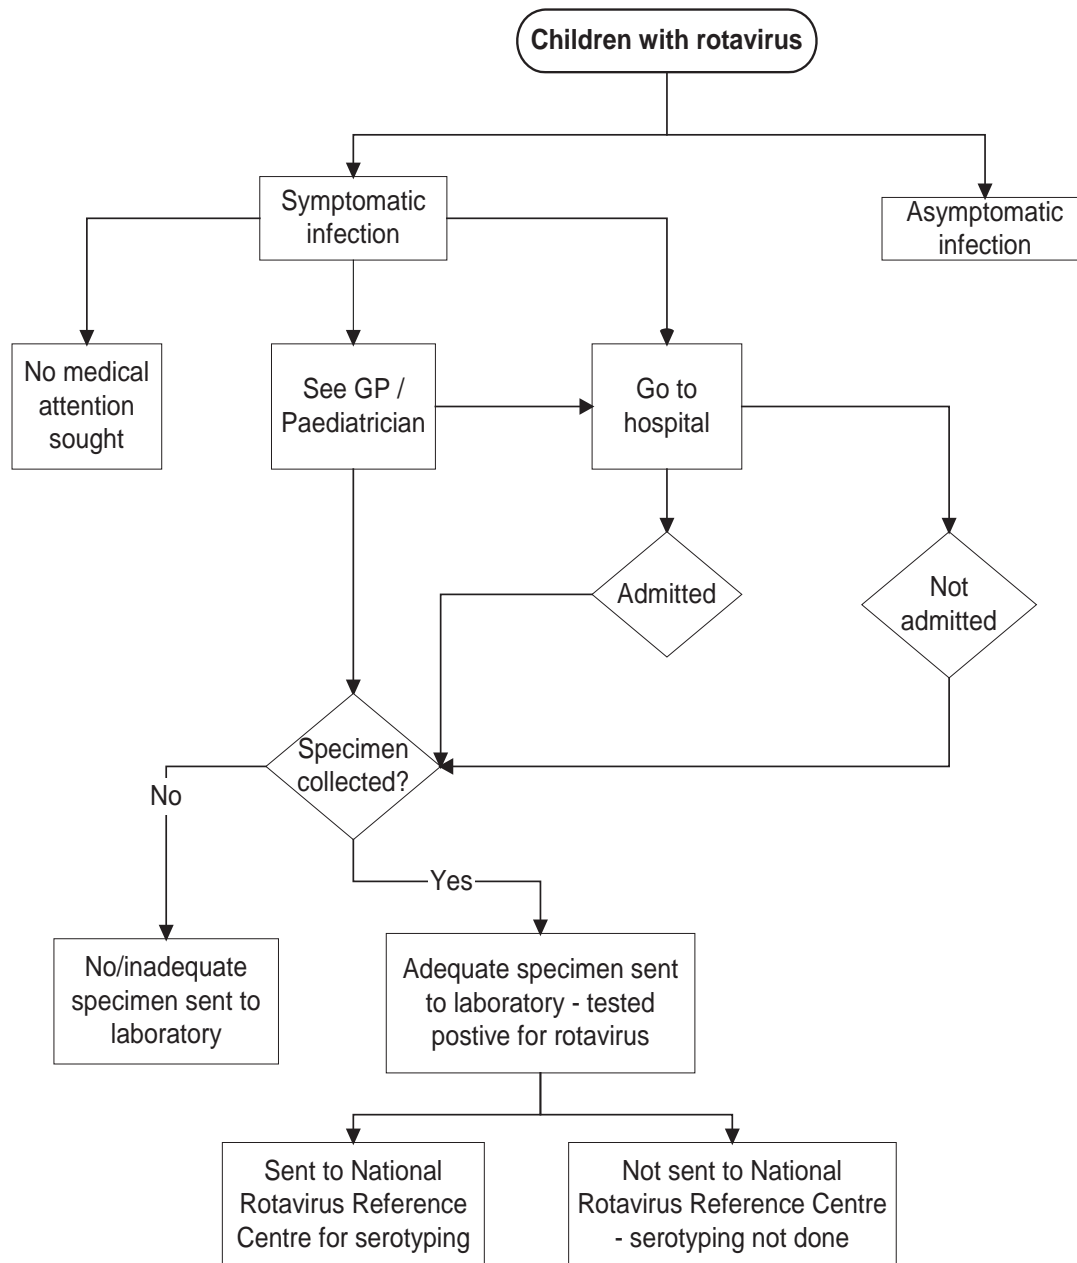 Children with rotavirus
Symptomatic
infection
Asymptomatic
infection
No medical
attention
sought
See GP /
Paediatrician
Go to
hospital
Admitted
Not
admitted
Specimen
collected?
No
Yes
No/inadequate
specimen sent to
laboratory
Adequate specimen sent
to laboratory - tested
postive for rotavirus
Sent to National
Rotavirus Reference
Centre for serotyping
Not sent to National
Rotavirus Reference Centre
- serotyping not done